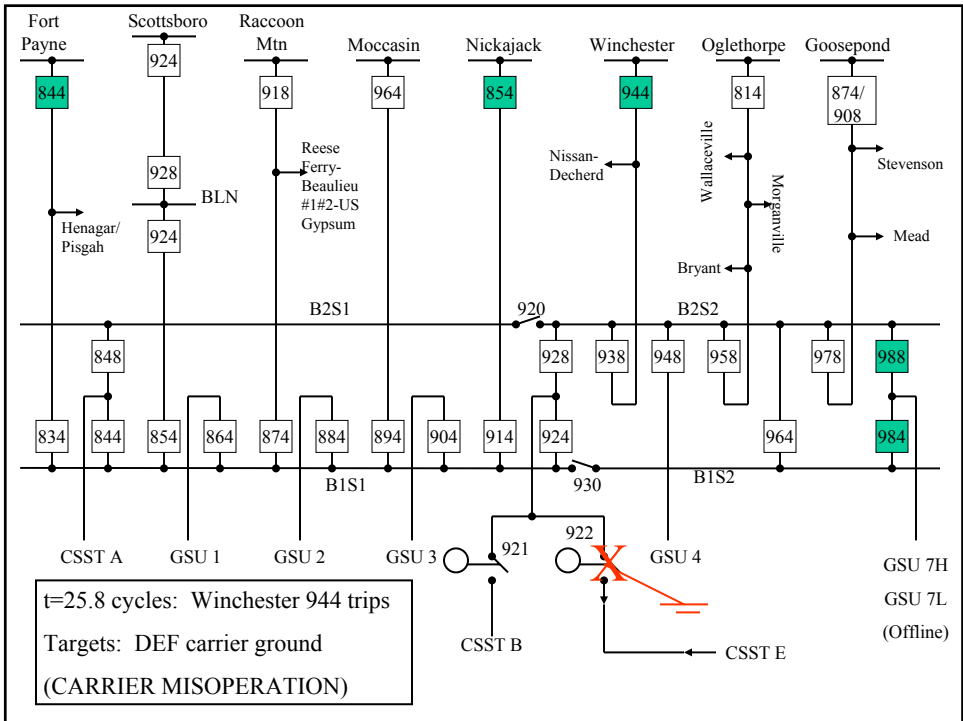 Fort
Payne
Scottsboro
Raccoon
Mtn
Moccasin
Nickajack
Winchester
Oglethorpe
Goosepond
844
924
918
964
854
944
814
874/
908
928
BLN
924
Henagar/
Pisgah
Reese
Ferry-
Beaulieu
#1#2-US
Gypsum
Nissan-
Decherd
Wallaceville
Morganville
Bryant
Stevenson
Mead
B2S1
920
B2S2
848
928
938
948
958
978
988
834
844
854
864
874
884
894
904
914
924
964
984
B1S1
930
B1S2
CSST A
GSU 1
GSU 2
GSU 3
921
922
X
GSU 4
GSU 7H
GSU 7L
(Offline)
CSST B
CSST E
t=25.8 cycles: Winchester 944 trips
Targets: DEF carrier ground
(CARRIER MISOPERATION)